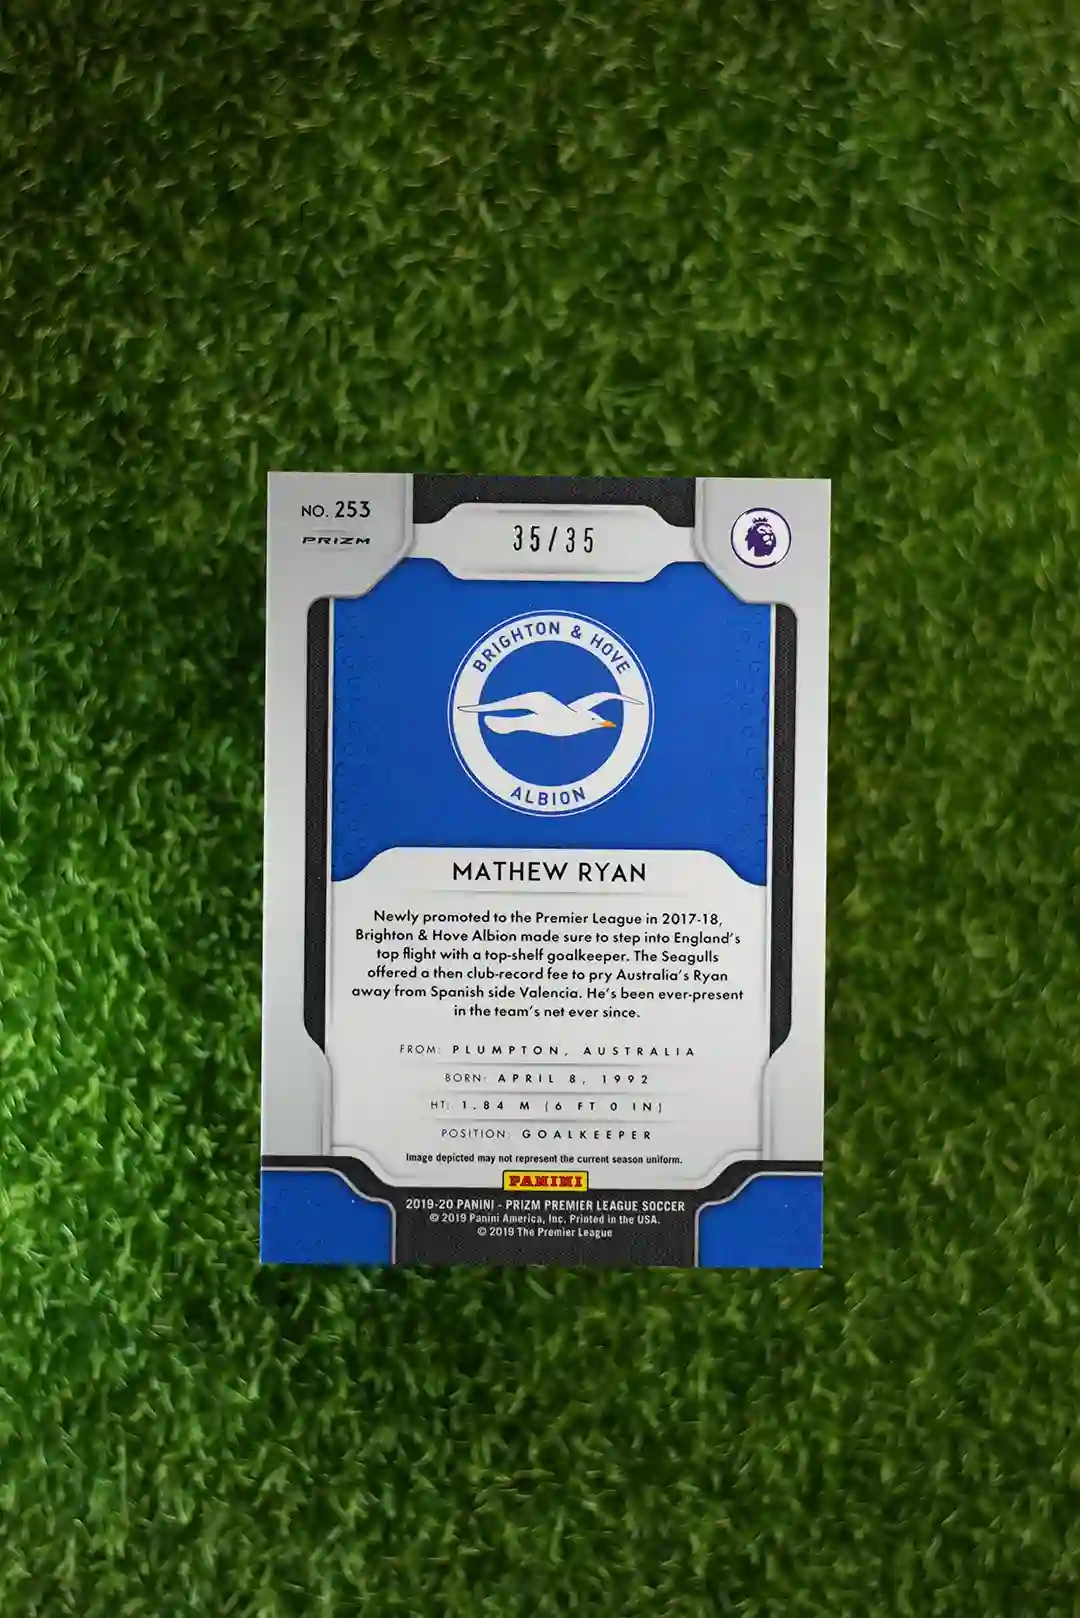 NO. 253
PRIZM
35/35
BRIGHTON & HOVE
ALBION
MATHEW RYAN
Newly promoted to the Premier League in 2017-18,
Brighton & Hove Albion made sure to step into England's
top flight with a top-shelf goalkeeper. The Seagulls
offered a then club-record fee to pry Australia's Ryan
away from Spanish side Valencia. He's been ever-present
in the team's net ever since.
FROM: PLUMPTON, AUSTRALIA
BORN: APRIL 8, 1992
HT: 1.84 M (6 FT 0 IN)
POSITION: GOALKEEPER
Image depicted may not represent the current season uniform.
PANINI
2019-20 PANINI - PRIZM PREMIER LEAGUE SOCCER
© 2019 Panini America, Inc. Printed in the USA.
© 2019 The Premier League